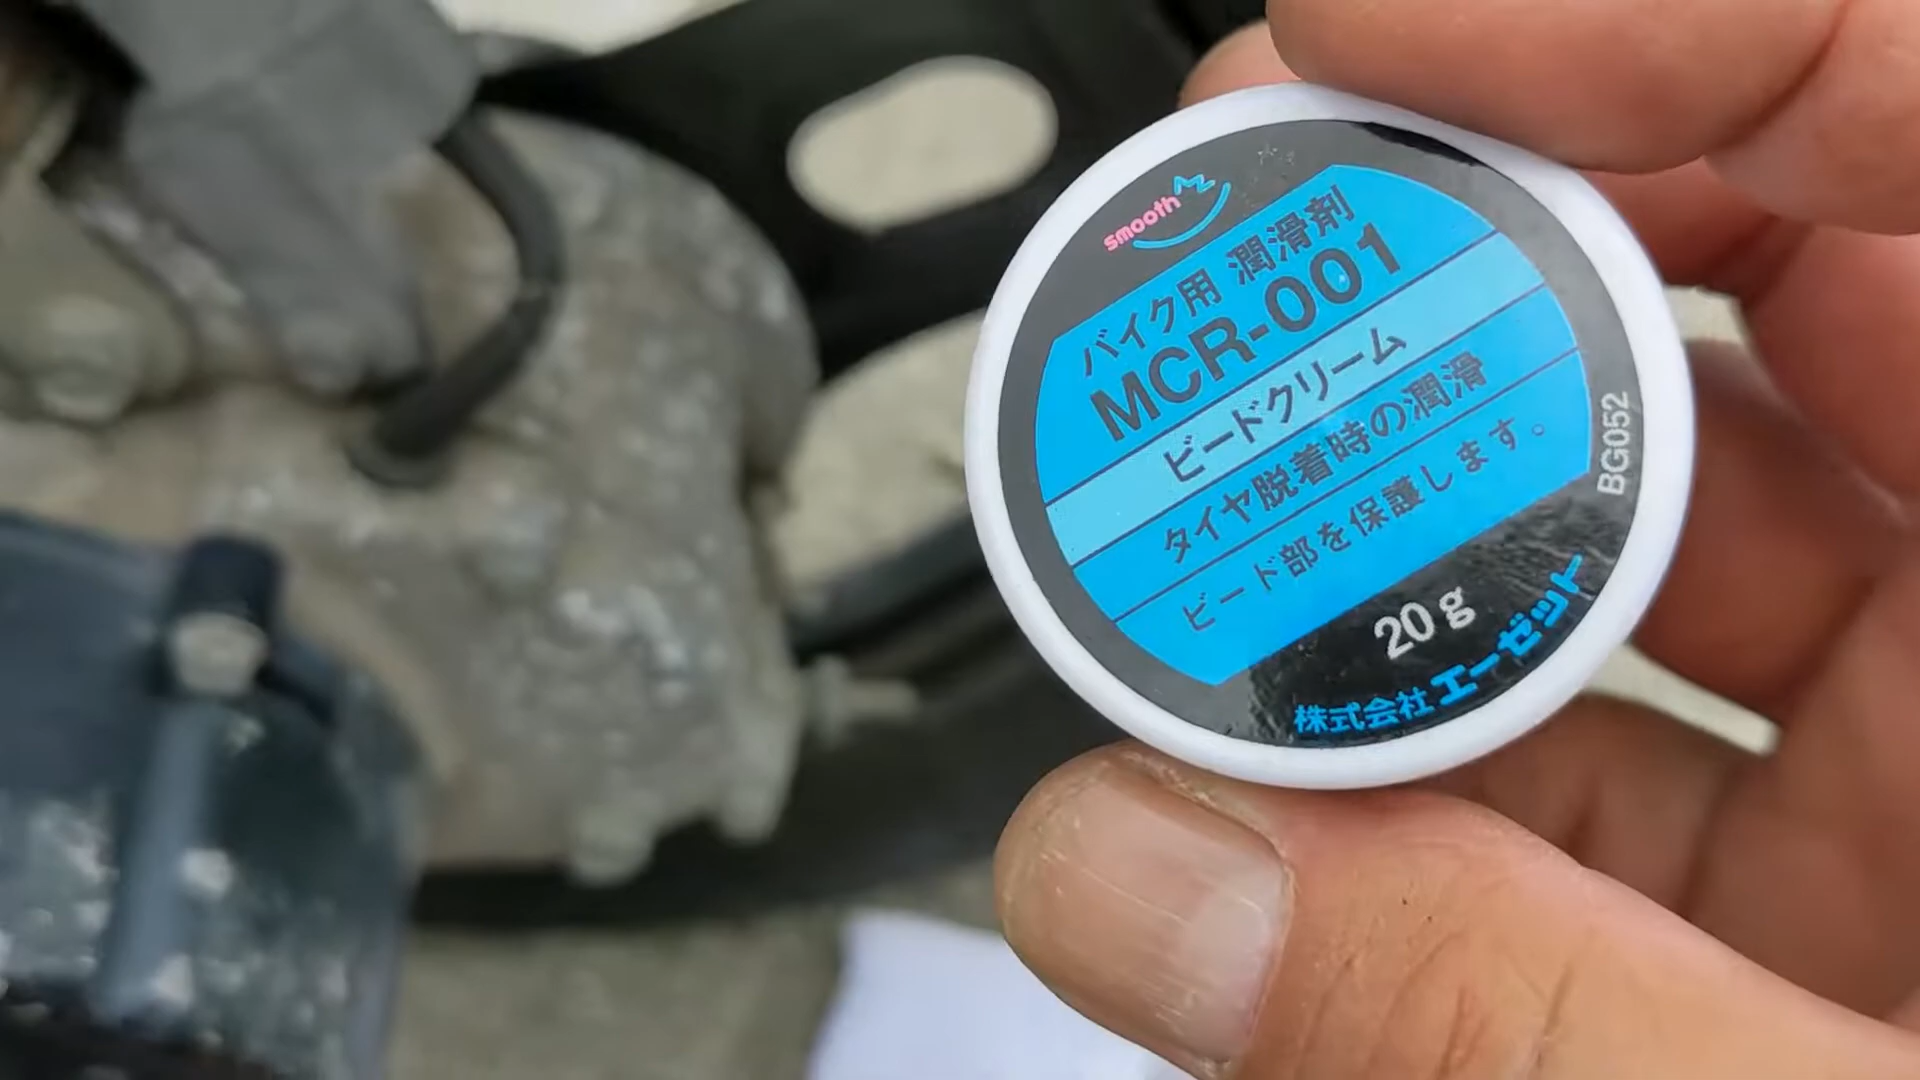 smooth
バイク用 潤滑剤
MCR-001
ビードクリーム
タイヤ脱着時の潤滑
ビード部を保護します。
BG052
20g
株式会社エーゼット